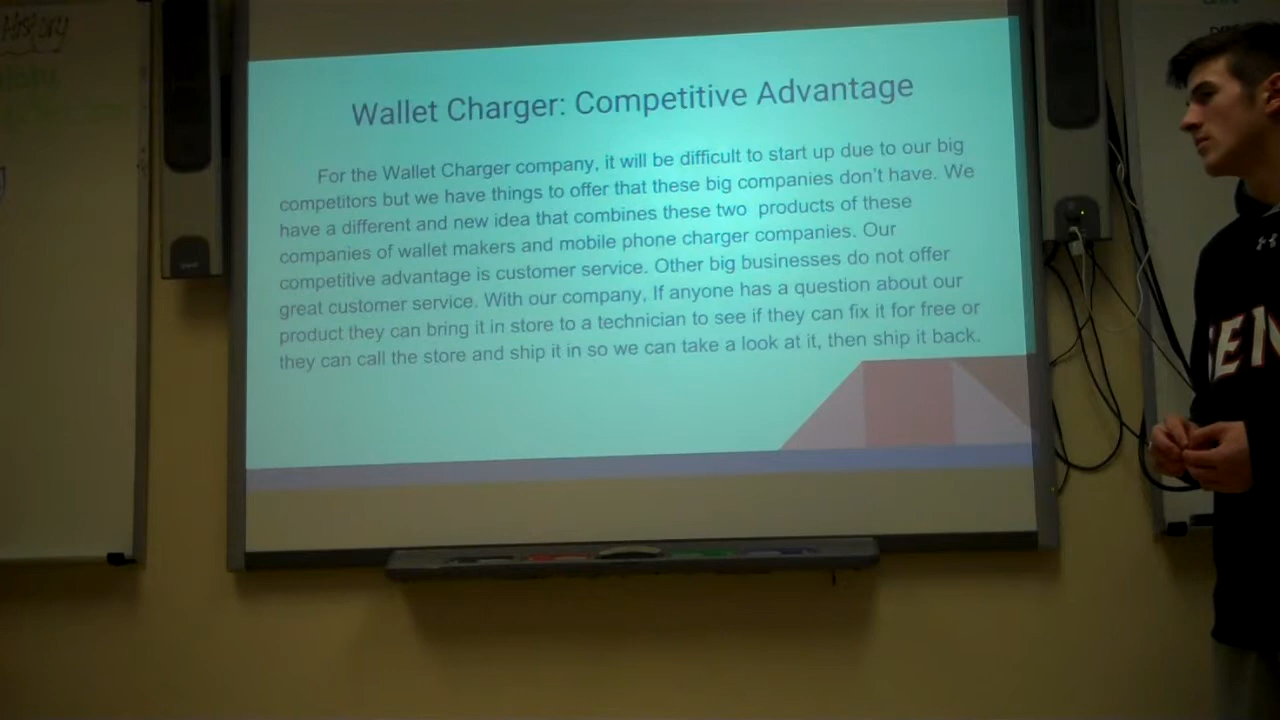 History
Wallet Charger: Competitive Advantage
For the Wallet Charger company, it will be difficult to start up due to our big
competitors but we have things to offer that these big companies don't have. We
have a different and new idea that combines these two products of these
companies of wallet makers and mobile phone charger companies. Our
competitive advantage is customer service. Other big businesses do not offer
great customer service. With our company, If anyone has a question about our
product they can bring it in store to a technician to see if they can fix it for free or
they can call the store and ship it in so we can take a look at it, then ship it back.